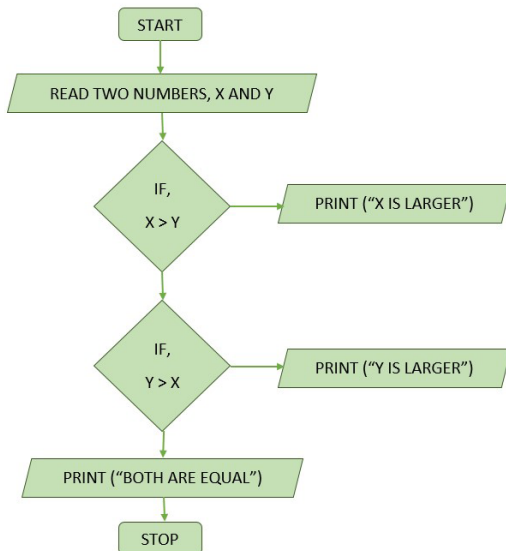 START
READ TWO NUMBERS, X AND Y
IF,
X > Y
PRINT (“X IS LARGER”)
IF,
Y > X
PRINT (“Y IS LARGER”)
PRINT (“BOTH ARE EQUAL”)
STOP